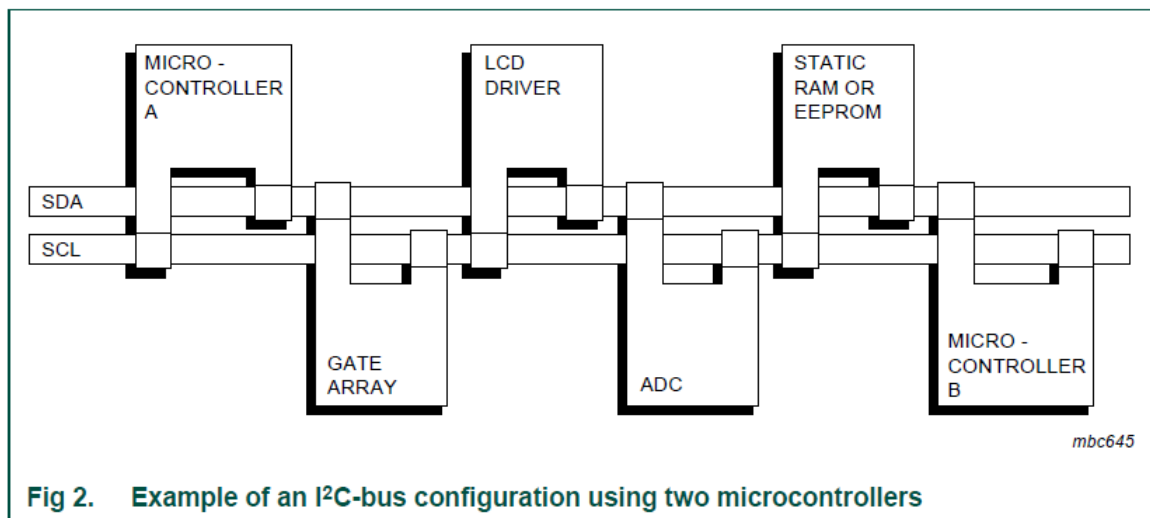 MICRO -
CONTROLLER
A
LCD
DRIVER
STATIC
RAM OR
EEPROM
SDA
SCL
GATE
ARRAY
ADC
MICRO -
CONTROLLER
B
mbc645
Fig 2. Example of an I²C-bus configuration using two microcontrollers